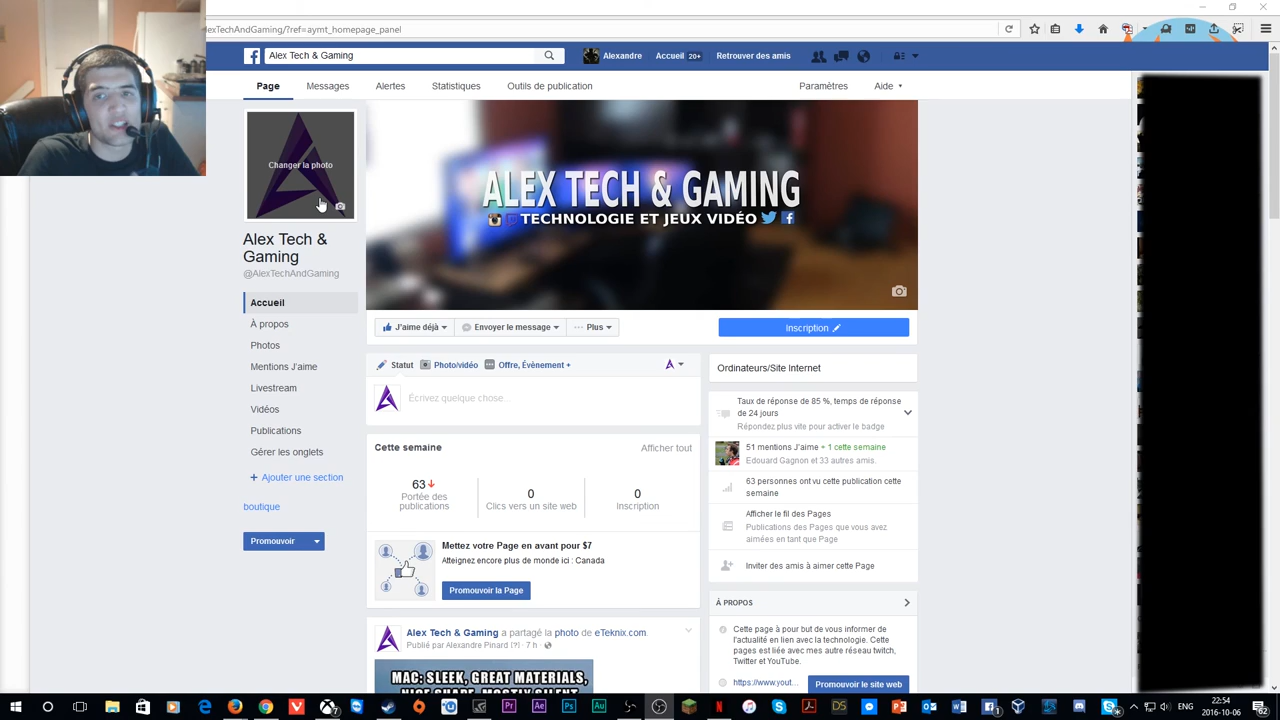 lexTechAndGaming/?ref=aymt_homepage_panel
Alex Tech & Gaming
Alexandre
Accueil 20+
Retrouver des amis
Page
Messages
Alertes
Statistiques
Outils de publication
Paramètres
Aide
Changer la photo
ALEX TECH & GAMING
TECHNOLOGIE ET JEUX VIDÉO
Alex Tech &
Gaming
@AlexTechAndGaming
Accueil
À propos
Photos
Mentions J'aime
Livestream
Vidéos
Publications
Gérer les onglets
+ Ajouter une section
boutique
Promouvoir
J'aime déjà
Envoyer le message
Plus
Inscription
Statut
Photo/vidéo
Offre, Évènement +
Écrivez quelque chose...
Cette semaine
Afficher tout
63
Portée des
publications
0
Clics vers un site web
0
Inscription
Mettez votre Page en avant pour $7
Atteignez encore plus de monde ici : Canada
Promouvoir la Page
Alex Tech & Gaming a partagé la photo de eTeknix.com.
Publié par Alexandre Pinard [?] · 7 h ·
MAC: SLEEK, GREAT MATERIALS,
NICE SHAPE, MOSTLY SILENT
Ordinateurs/Site Internet
Taux de réponse de 85 %, temps de réponse
de 24 jours
Répondez plus vite pour activer le badge
51 mentions J'aime + 1 cette semaine
Edouard Gagnon et 33 autres amis.
63 personnes ont vu cette publication cette
semaine
Afficher le fil des Pages
Publications des Pages que vous avez
aimées en tant que Page
Inviter des amis à aimer cette Page
À PROPOS
Cette page à pour but de vous informer de
l'actualité en lien avec la technologie. Cette
pages est liée avec mes autre réseau twitch,
Twitter et YouTube.
https://www.yout...
Promouvoir le site web
ENG
22:54
2016-10-06